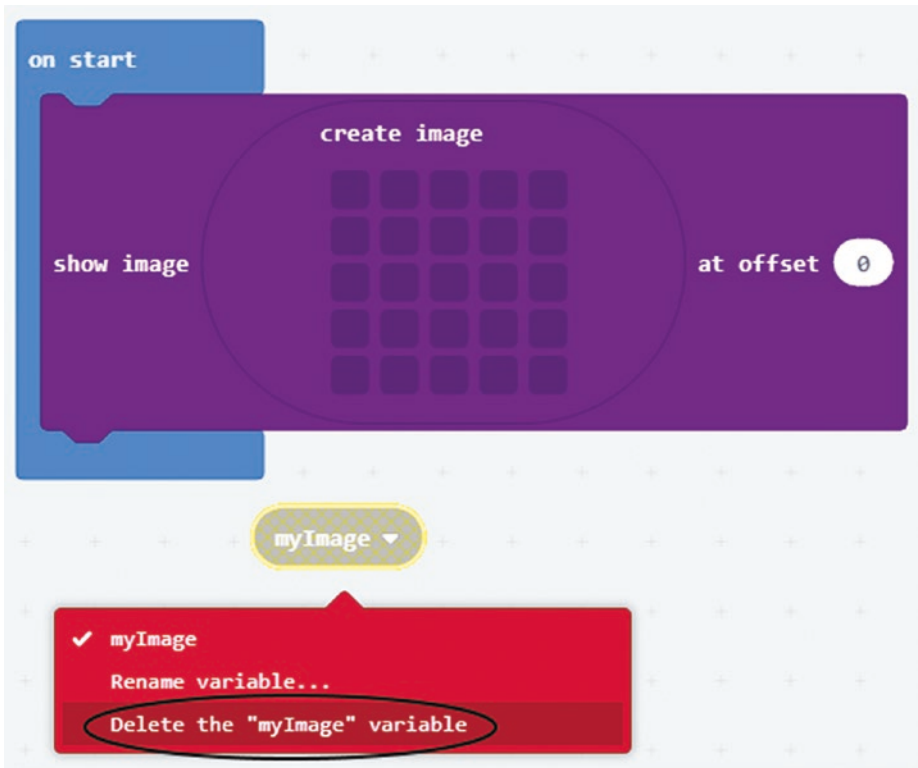 on start
create image
show image
at offset 0
myImage
myImage
Rename variable...
Delete the "myImage" variable